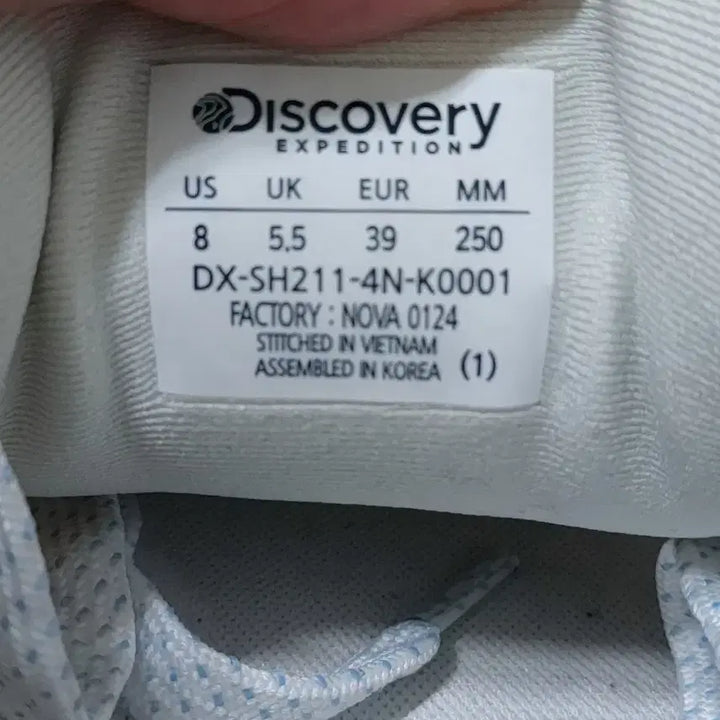 Discovery
EXPEDITION
US UK EUR MM
8 5.5 39 250
DX-SH211-4N-K0001
FACTORY : NOVA 0124
STITCHED IN VIETNAM
ASSEMBLED IN KOREA (1)